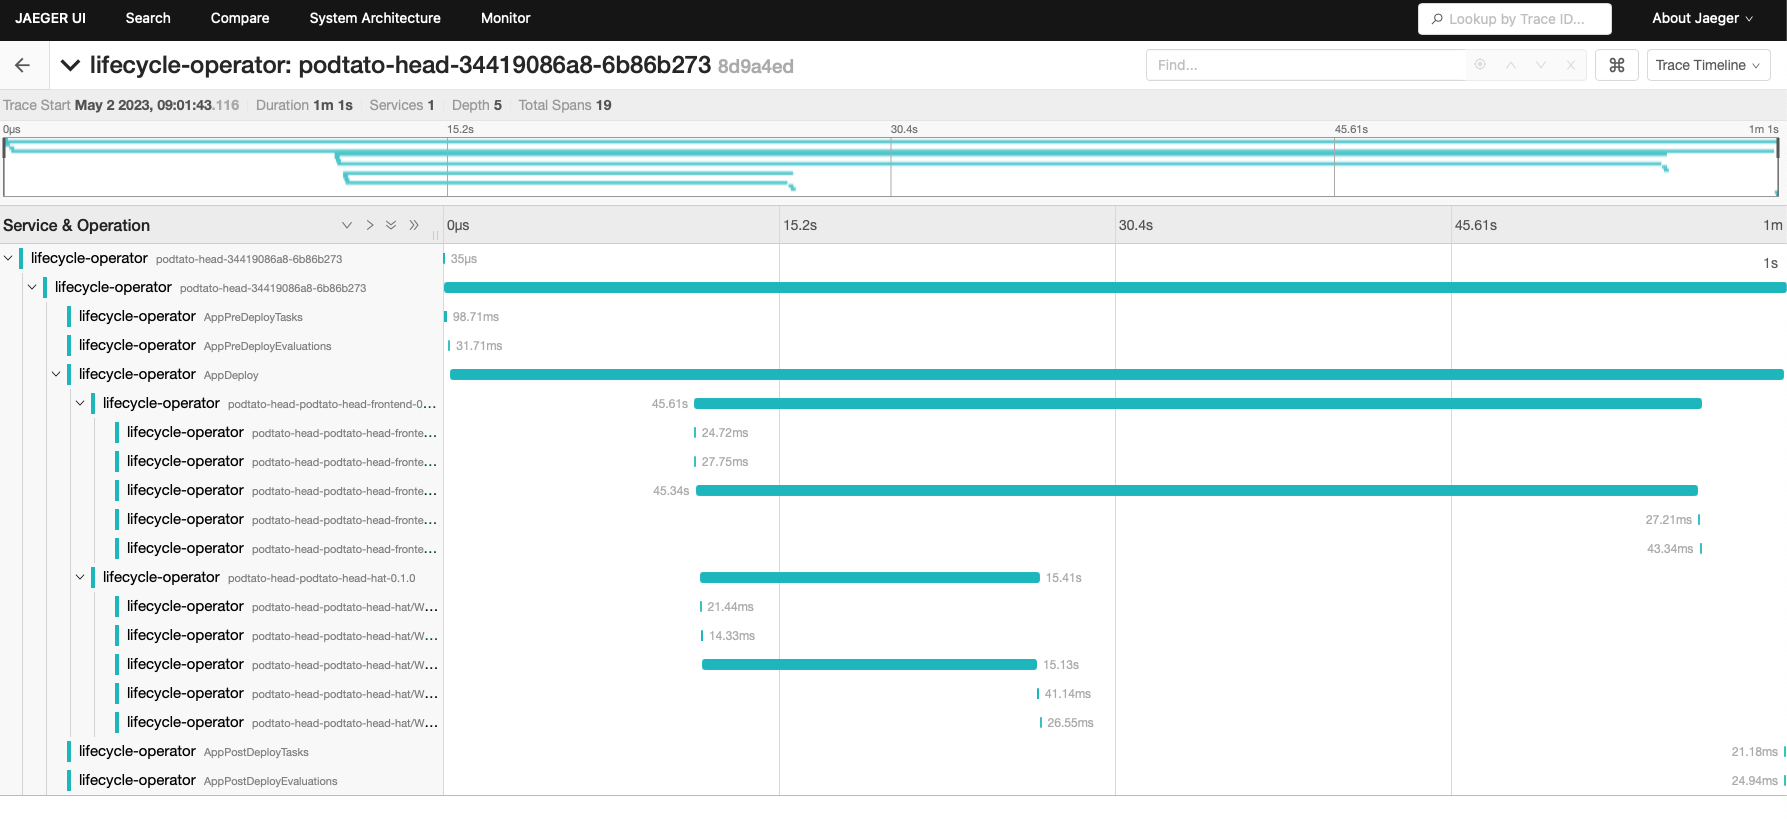 JAEGER UI Search Compare System Architecture Monitor Lookup by Trace ID... About Jaeger
lifecycle-operator: podtato-head-34419086a8-6b86b273 8d9a4ed Find... ⌘ Trace Timeline
Trace Start May 2 2023, 09:01:43.116 Duration 1m 1s Services 1 Depth 5 Total Spans 19
0μs 15.2s 30.4s 45.61s 1m 1s
Service & Operation 0μs 15.2s 30.4s 45.61s 1m
1s
lifecycle-operator podtato-head-34419086a8-6b86b273 35μs
lifecycle-operator podtato-head-34419086a8-6b86b273
lifecycle-operator AppPreDeployTasks 98.71ms
lifecycle-operator AppPreDeployEvaluations 31.71ms
lifecycle-operator AppDeploy
lifecycle-operator podtato-head-podtato-head-frontend-0... 45.61s
lifecycle-operator podtato-head-podtato-head-fronte... 24.72ms
lifecycle-operator podtato-head-podtato-head-fronte... 27.75ms
lifecycle-operator podtato-head-podtato-head-fronte... 45.34s
lifecycle-operator podtato-head-podtato-head-fronte... 27.21ms
lifecycle-operator podtato-head-podtato-head-fronte... 43.34ms
lifecycle-operator podtato-head-podtato-head-hat-0.1.0 15.41s
lifecycle-operator podtato-head-podtato-head-hat/W... 21.44ms
lifecycle-operator podtato-head-podtato-head-hat/W... 14.33ms
lifecycle-operator podtato-head-podtato-head-hat/W... 15.13s
lifecycle-operator podtato-head-podtato-head-hat/W... 41.14ms
lifecycle-operator podtato-head-podtato-head-hat/W... 26.55ms
lifecycle-operator AppPostDeployTasks 21.18ms
lifecycle-operator AppPostDeployEvaluations 24.94ms